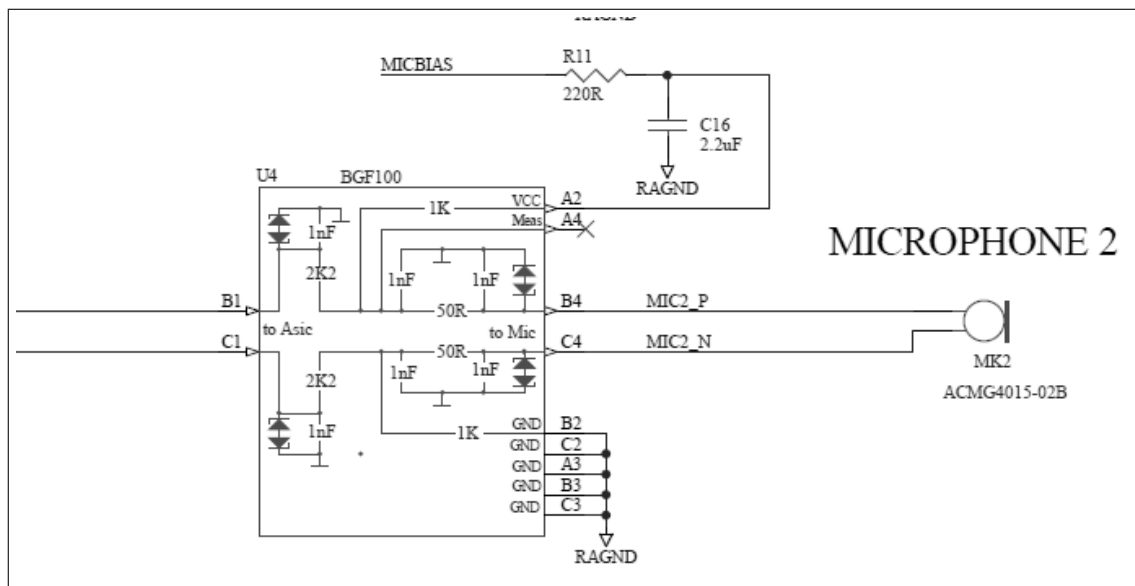 RAGND
R11
MICBIAS
220R
C16
2.2uF
RAGND
U4
BGF100
VCC
A2
1K
Meas
A4
1nF
MICROPHONE 2
2K2
1nF
1nF
B1
50R
B4
MIC2_P
to Asic
to Mic
C1
50R
C4
MIC2_N
MK2
2K2
1nF
1nF
ACMG4015-02B
1nF
1K
GND
B2
GND
C2
GND
A3
GND
B3
GND
C3
RAGND